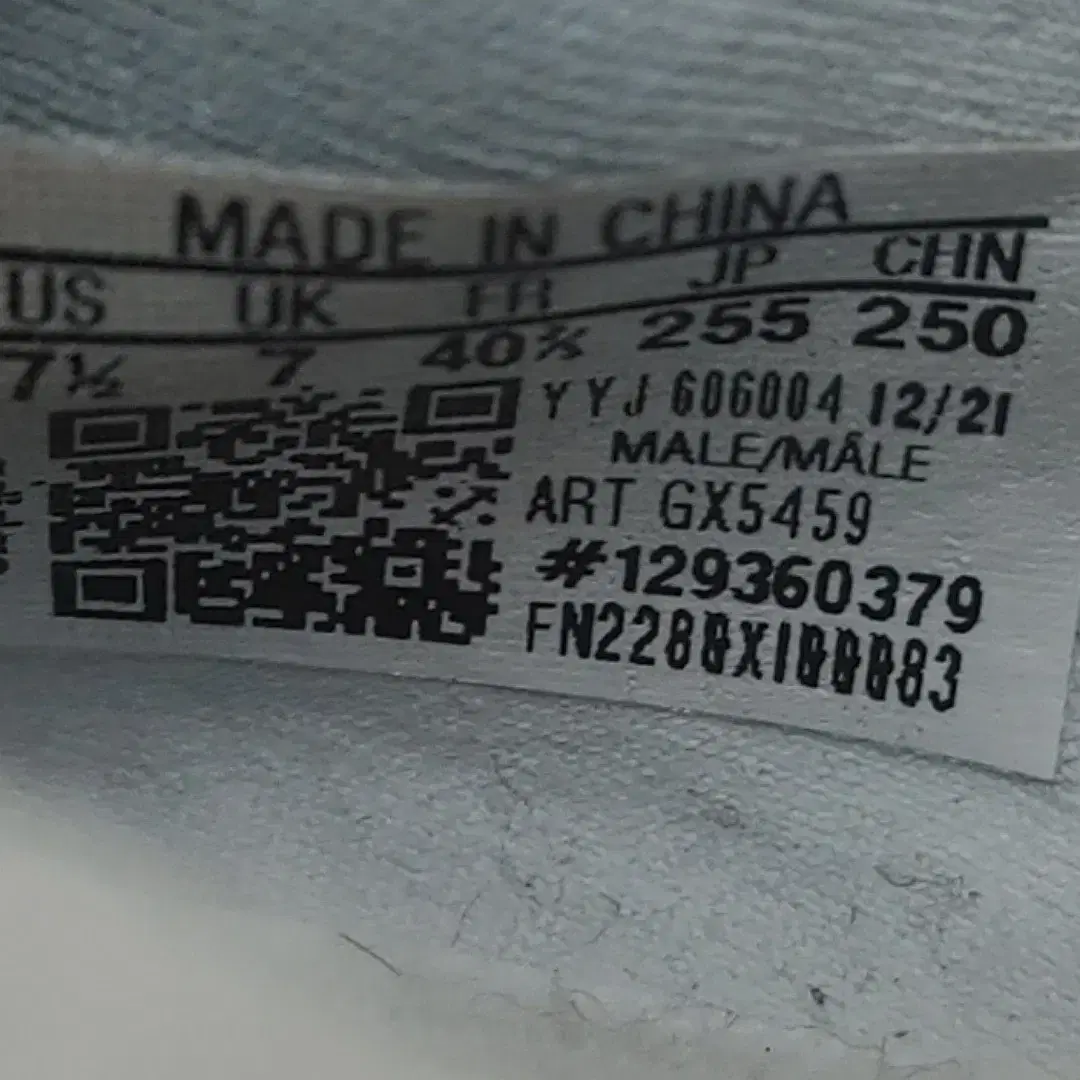 MADE IN CHINA
US UK FR JP CHN
7½ 7 40⅔ 255 250
YYJ 606004 12/21
MALE/MÂLE
ART GX5459
#129360379